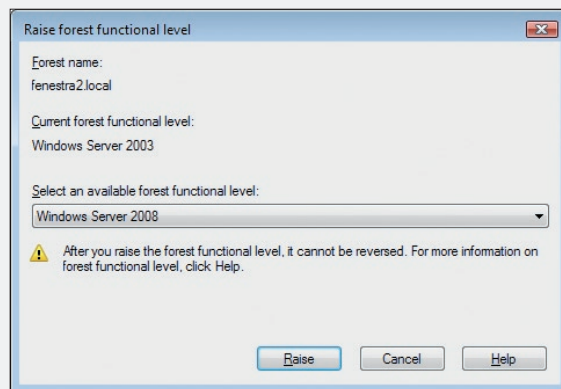 Raise forest functional level
Forest name:
fenestra2.local
Current forest functional level:
Windows Server 2003
Select an available forest functional level:
Windows Server 2008
After you raise the forest functional level, it cannot be reversed. For more information on
forest functional level, click Help.
Raise
Cancel
Help